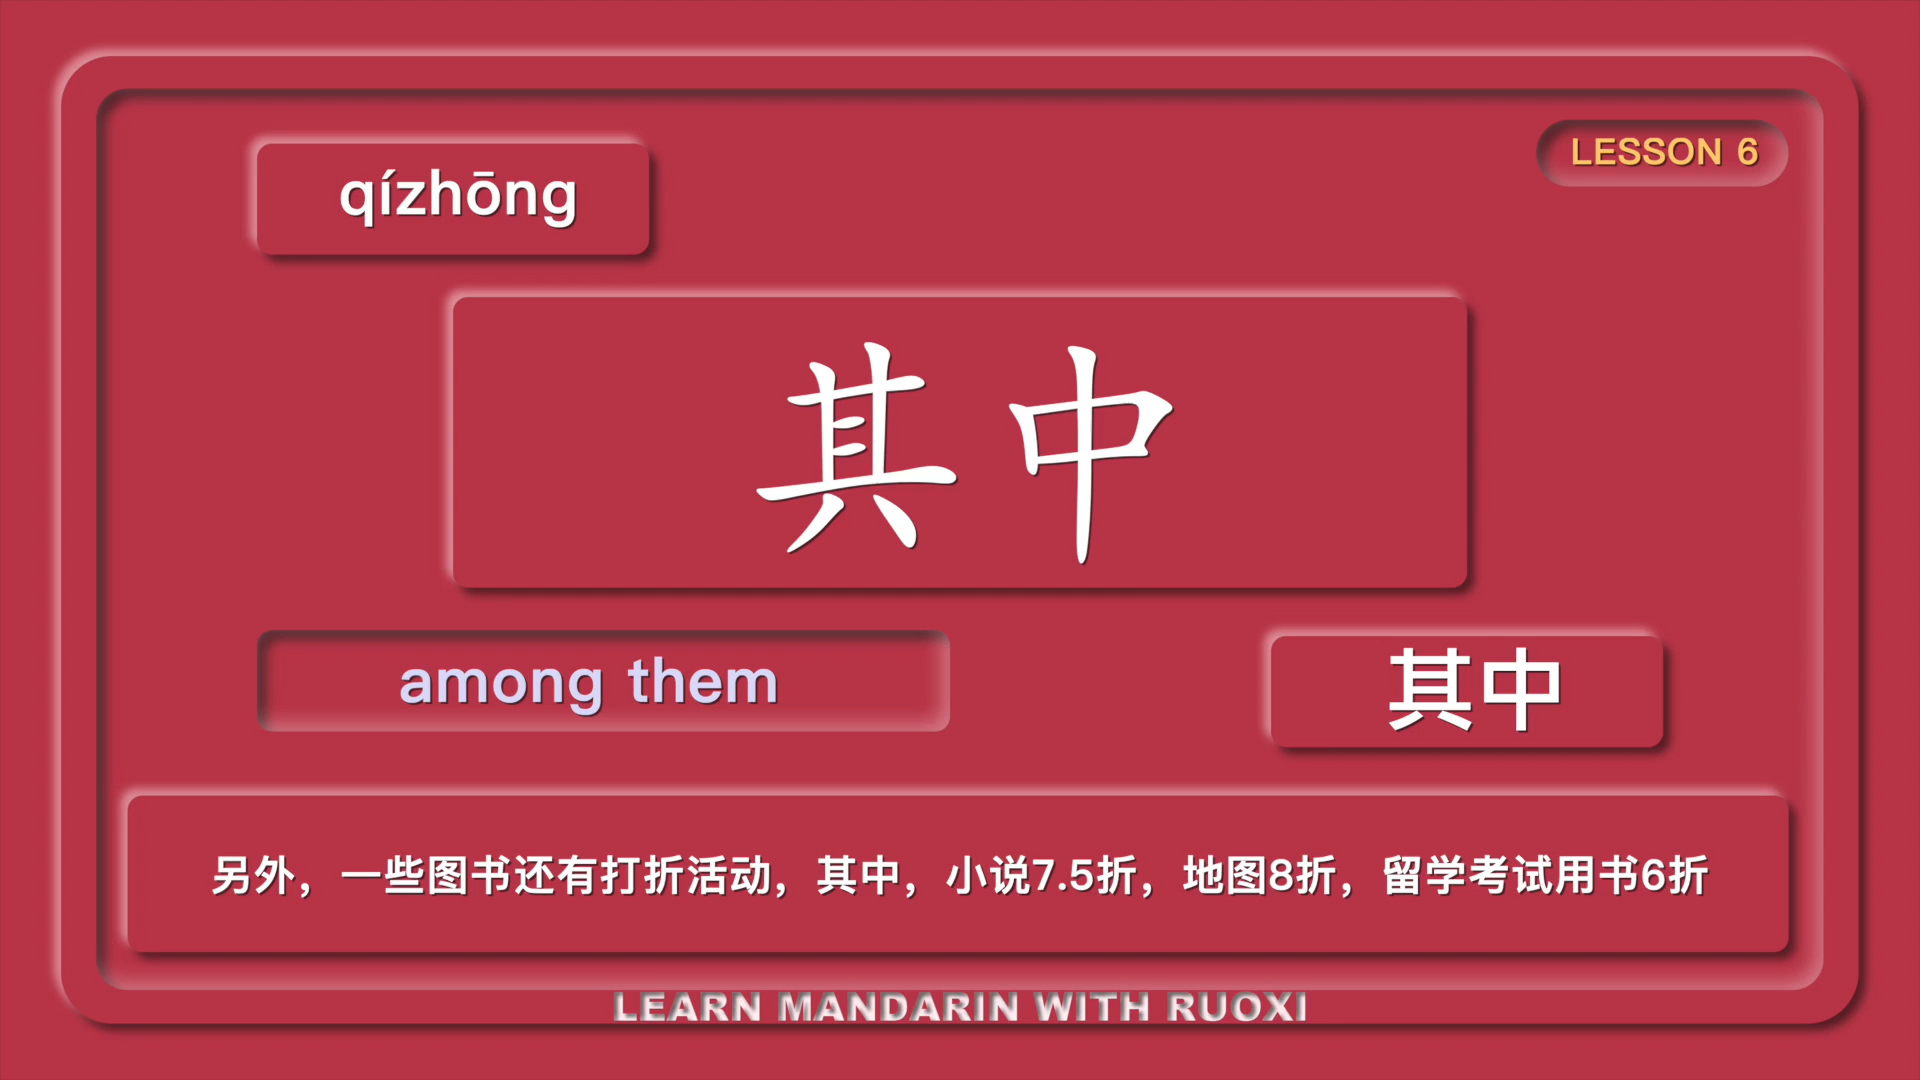 LESSON 6
qízhōng
其中
among them
其中
另外，一些图书还有打折活动，其中，小说7.5折，地图8折，留学考试用书6折
LEARN MANDARIN WITH RUOXI